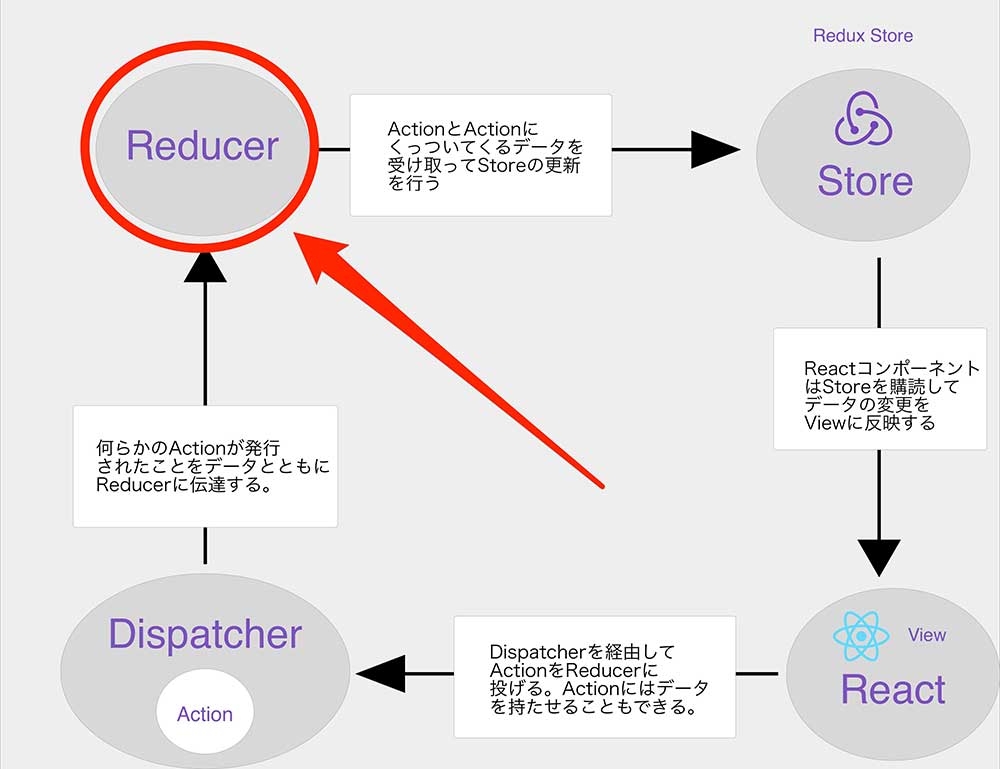 Redux Store
Reducer
ActionとActionに
くっついてくるデータを
受け取ってStoreの更新
を行う
Store
Reactコンポーネント
はStoreを購読して
データの変更を
Viewに反映する
何らかのActionが発行
されたことをデータとともに
Reducerに伝達する。
Dispatcher
Action
Dispatcherを経由して
ActionをReducerに
投げる。Actionにはデータ
を持たせることもできる。
View
React